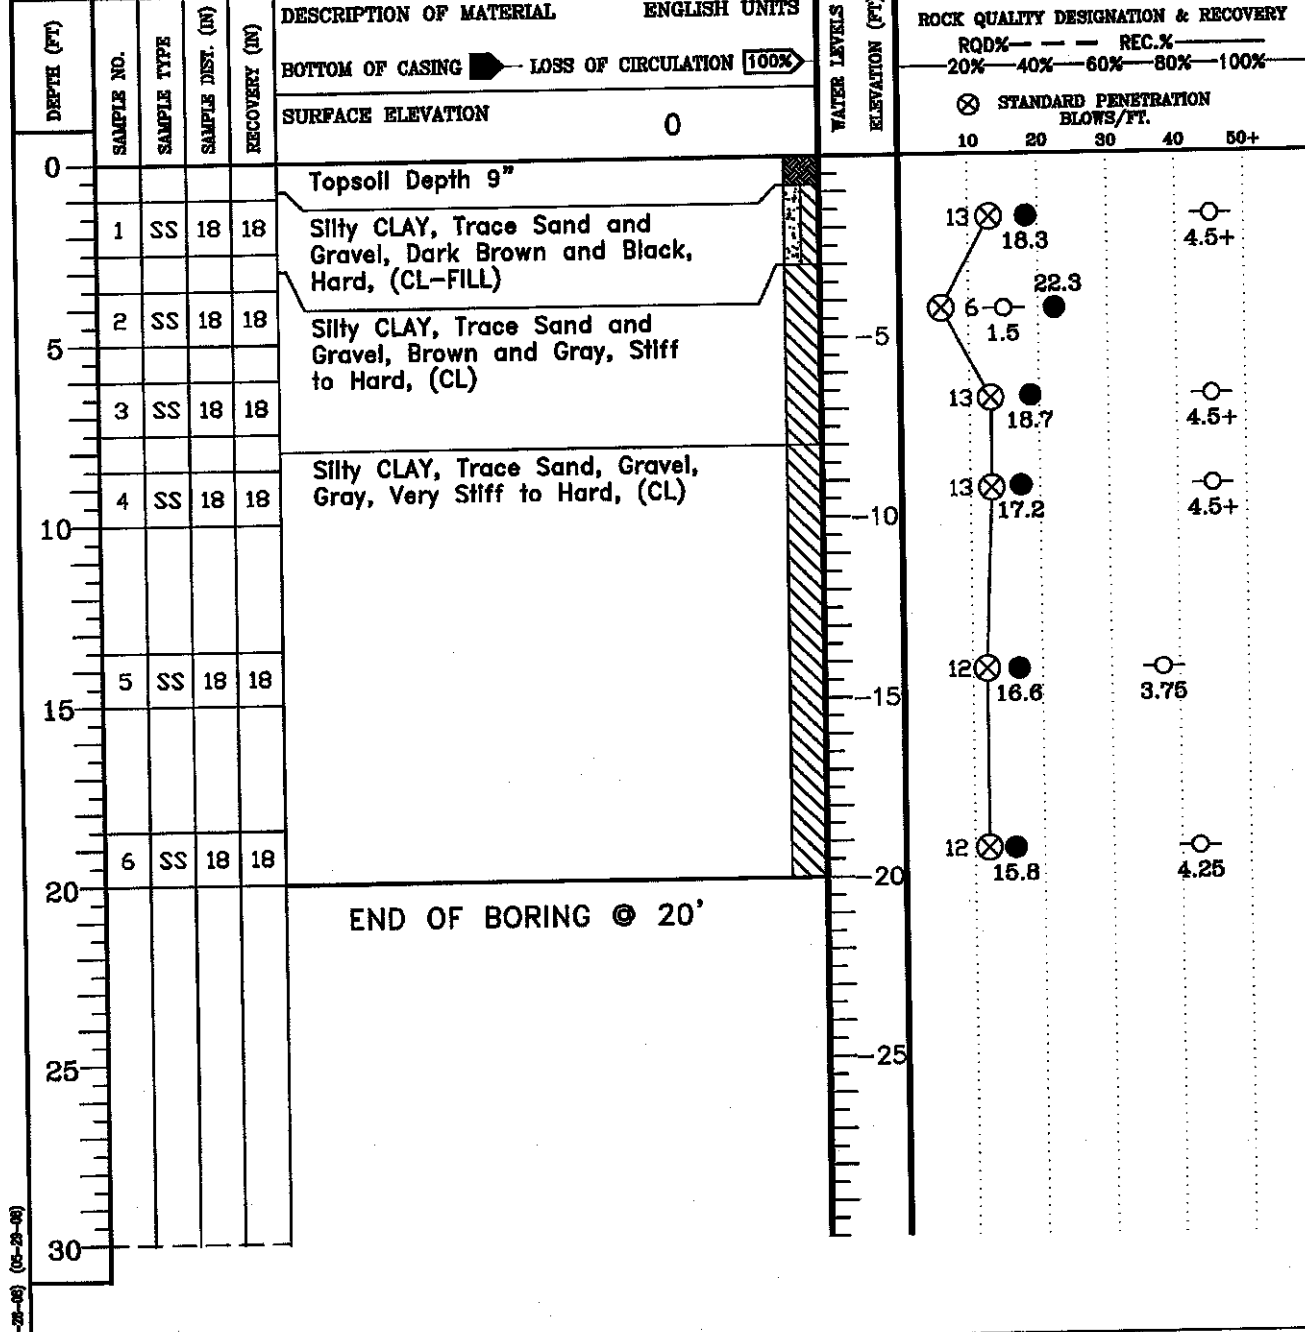 DEPTH (FT)
SAMPLE NO.
SAMPLE TYPE
SAMPLE DIST. (IN)
RECOVERY (IN)
DESCRIPTION OF MATERIAL ENGLISH UNITS
BOTTOM OF CASING LOSS OF CIRCULATION 100%
SURFACE ELEVATION 0
WATER LEVELS
ELEVATION (FT)
ROCK QUALITY DESIGNATION & RECOVERY
RQD% REC.%
20% 40% 60% 80% 100%
STANDARD PENETRATION
BLOWS/FT.
10 20 30 40 50+
0
Topsoil Depth 9"
1 SS 18 18
Silty CLAY, Trace Sand and
Gravel, Dark Brown and Black,
Hard, (CL-FILL)
13 18.3 4.5+
2 SS 18 18
Silty CLAY, Trace Sand and
Gravel, Brown and Gray, Stiff
to Hard, (CL)
6 1.5 22.3
5 -5
3 SS 18 18
13 18.7 4.5+
Silty CLAY, Trace Sand, Gravel,
Gray, Very Stiff to Hard, (CL)
4 SS 18 18
13 17.2 4.5+
10 -10
5 SS 18 18
12 16.6 3.75
15 -15
6 SS 18 18
12 15.8 4.25
20 -20
END OF BORING @ 20'
25 -25
30
-28-08) (05-29-08)